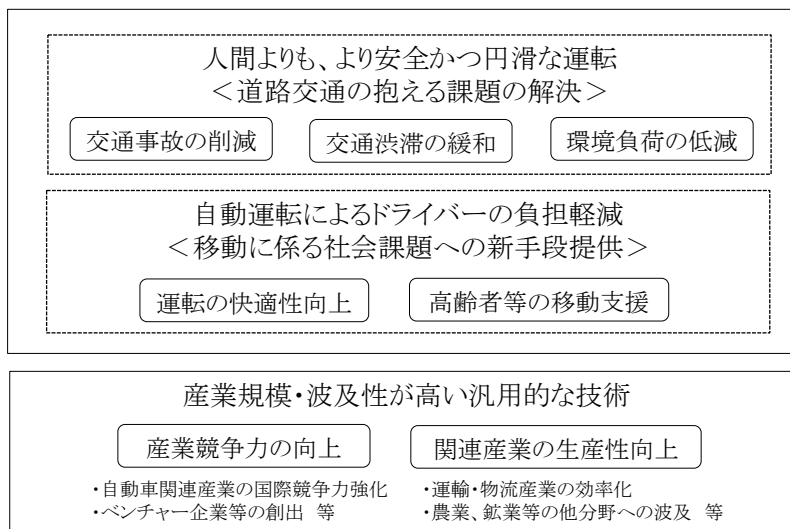 人間よりも、より安全かつ円滑な運転
＜道路交通の抱える課題の解決＞
交通事故の削減 交通渋滞の緩和 環境負荷の低減
自動運転によるドライバーの負担軽減
＜移動に係る社会課題への新手段提供＞
運転の快適性向上 高齢者等の移動支援
産業規模・波及性が高い汎用的な技術
産業競争力の向上 関連産業の生産性向上
・自動車関連産業の国際競争力強化 ・運輸・物流産業の効率化
・ベンチャー企業等の創出 等 ・農業、鉱業等の他分野への波及 等